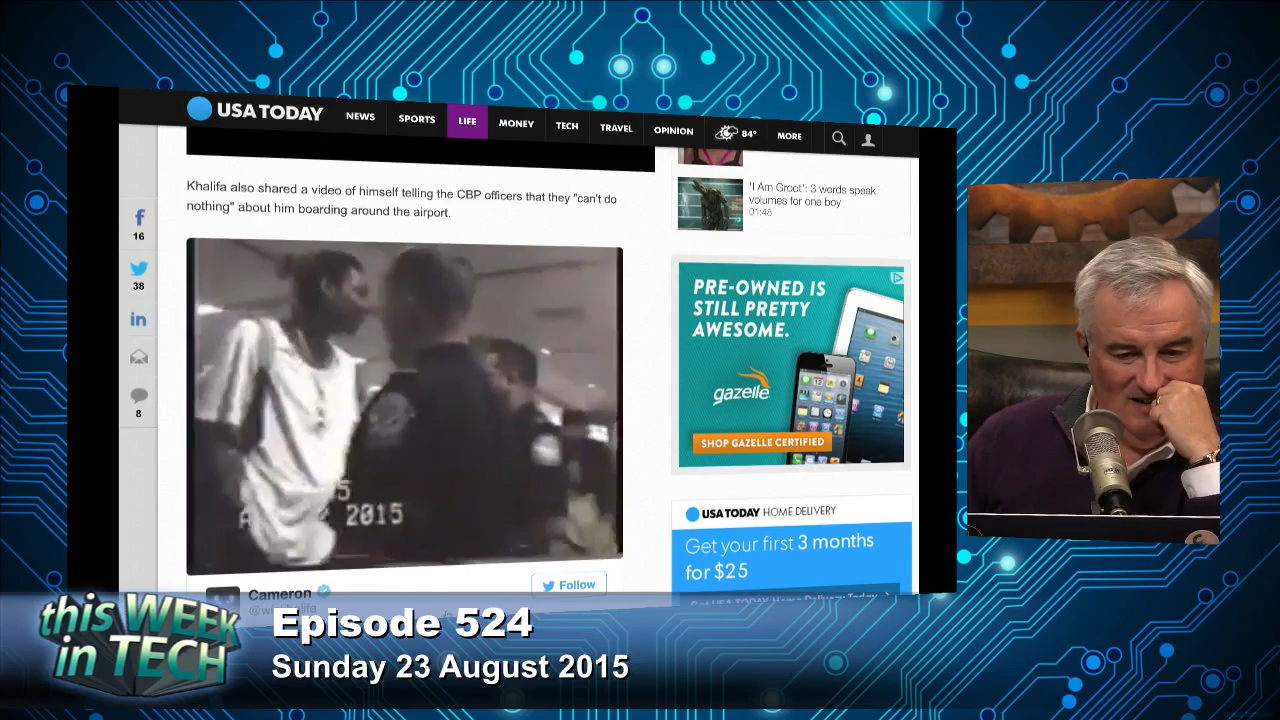 USA TODAY
NEWS SPORTS LIFE MONEY TECH TRAVEL OPINION 84° MORE
Khalifa also shared a video of himself telling the CBP officers that they "can't do
nothing" about him boarding around the airport.
16
38
in
8
2015
Cameron
Follow
'I Am Groot': 3 words speak
volumes for one boy
01:48
PRE-OWNED IS
STILL PRETTY
AWESOME.
gazelle
SHOP GAZELLE CERTIFIED
USA TODAY HOME DELIVERY
Get your first 3 months
for $25
this WEEK
in TECH
Episode 524
Sunday 23 August 2015